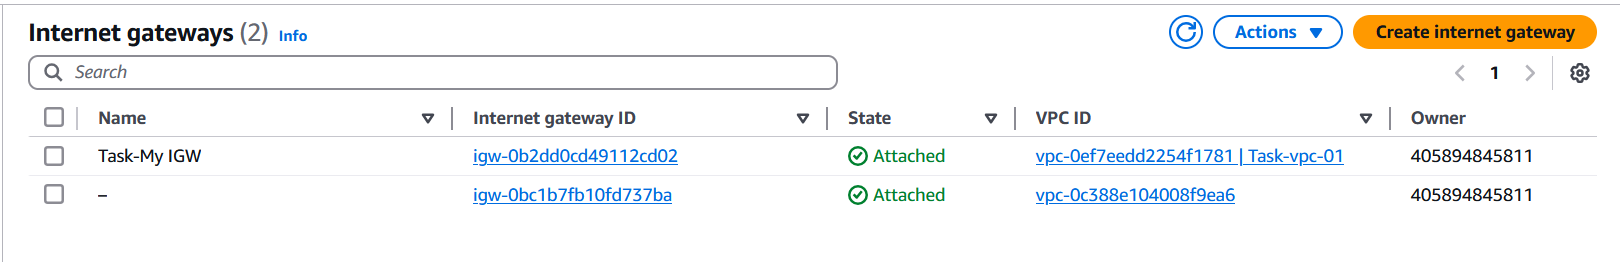 Internet gateways (2) Info
Actions
Create internet gateway
Search
1
Name Internet gateway ID State VPC ID Owner
Task-My IGW igw-0b2dd0cd49112cd02 Attached vpc-0ef7eedd2254f1781 | Task-vpc-01 405894845811
– igw-0bc1b7fb10fd737ba Attached vpc-0c388e104008f9ea6 405894845811